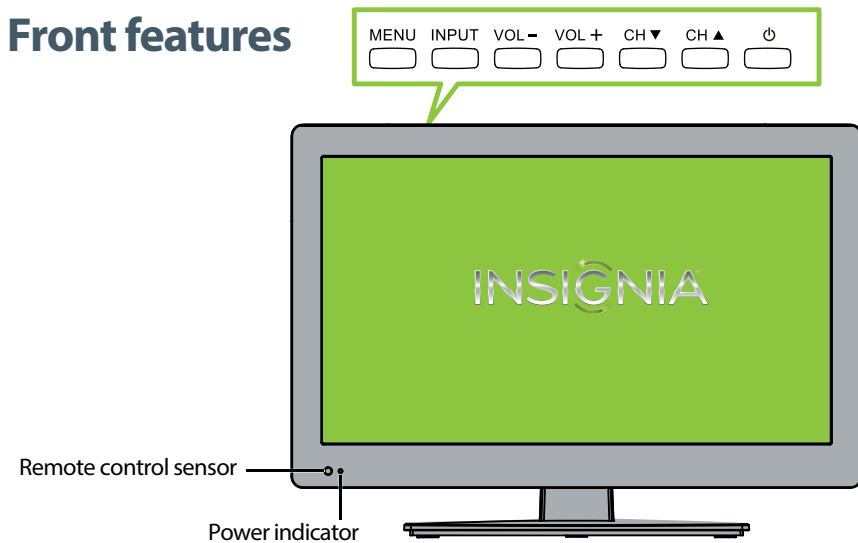 Front features
MENU INPUT VOL− VOL+ CH▼ CH▲ ⏻
INSIGNIA
Remote control sensor
Power indicator